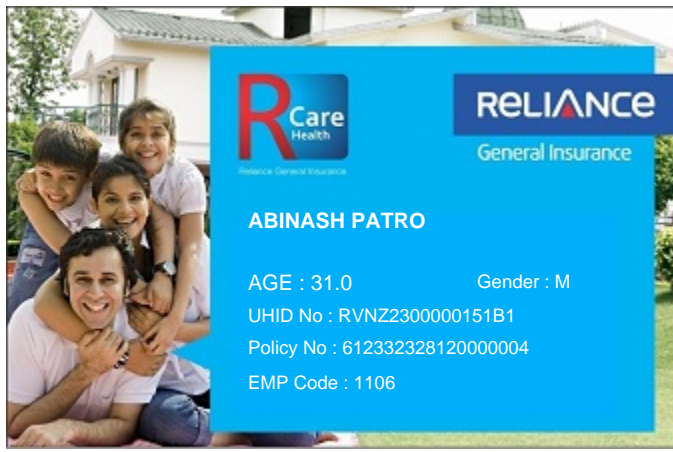 R Care
Health
Reliance General Insurance
RELIANCE
General Insurance
ABINASH PATRO
AGE : 31.0 Gender : M
UHID No : RVNZ2300000151B1
Policy No : 612332328120000004
EMP Code : 1106